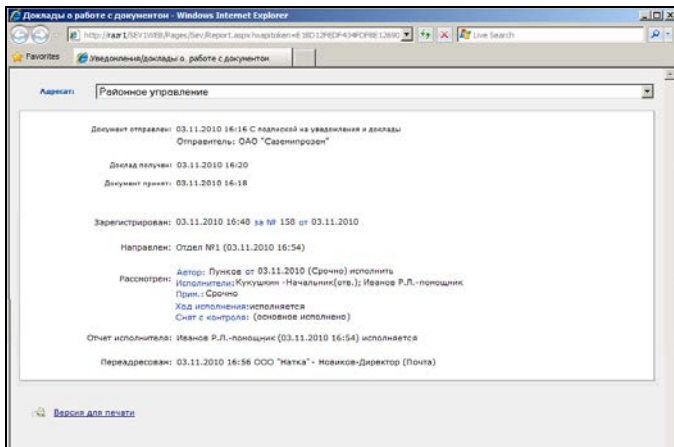 Доклады о работе с документом - Windows Internet Explorer
Live Search
Favorites Уведомления/доклады о работе с документом
Адресат: Районное управление
Документ отправлен: 03.11.2010 16:16 С подпиской на уведомления и доклады
Отправитель: ОАО "Сазенипрозен"
Доклад получен: 03.11.2010 16:20
Документ принят: 03.11.2010 16:18
Зарегистрирован: 03.11.2010 16:48 за № 158 от 03.11.2010
Направлен: Отдел №1 (03.11.2010 16:54)
Рассмотрен: Автор: Пунков от 03.11.2010 (Срочно) исполнить
Исполнители: Кукушкин -Начальник(отв.); Иванов Р.Л.-помощник
Прим.: Срочно
Ход исполнения:исполняется
Снят с контроля: (основное исполнено)
Отчет исполнителя: Иванов Р.Л.-помощник (03.11.2010 16:54) исполняется
Переадресован: 03.11.2010 16:56 ООО "Натка" - Новиков-Директор (Почта)
Версия для печати